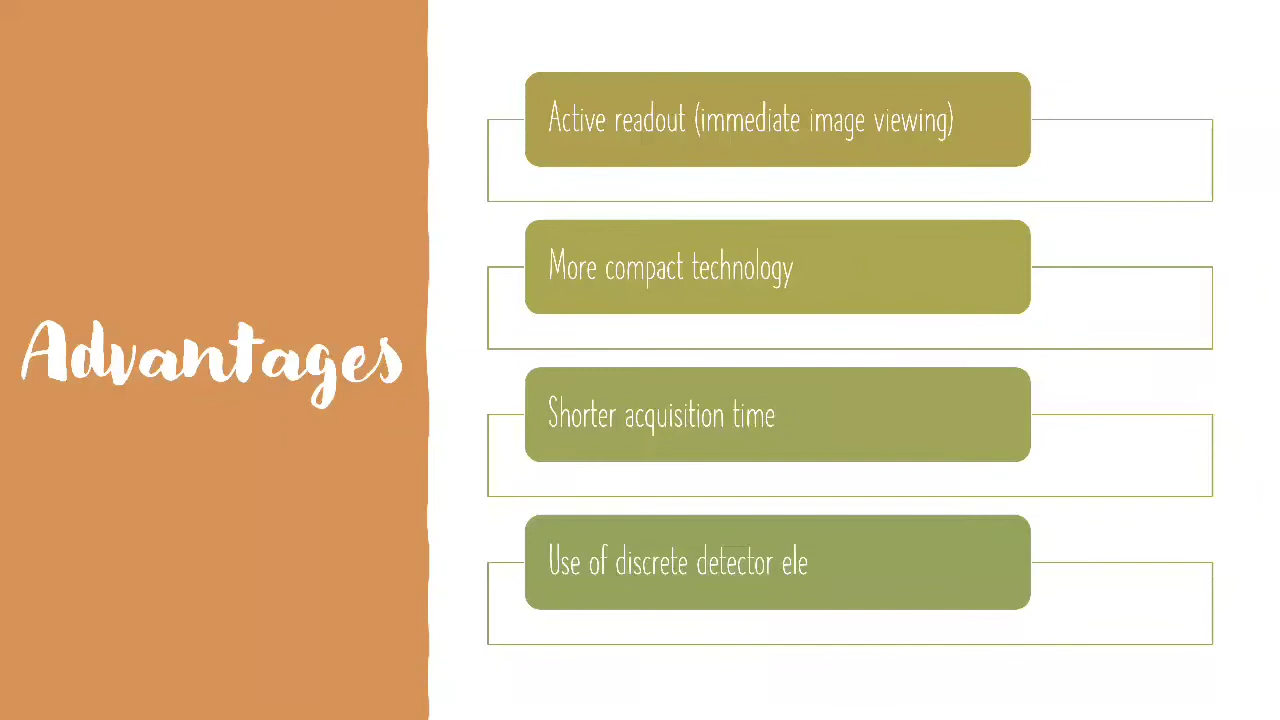 Advantages
Active readout (immediate image viewing)
More compact technology
Shorter acquisition time
Use of discrete detector ele